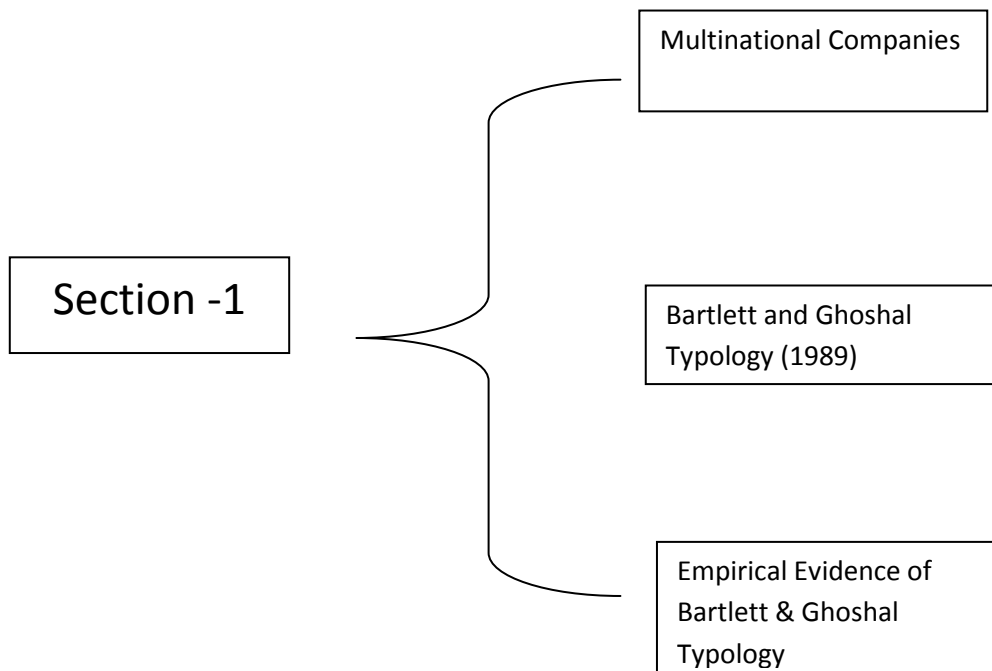 Multinational Companies
Section -1
Bartlett and Ghoshal
Typology (1989)
Empirical Evidence of
Bartlett & Ghoshal
Typology